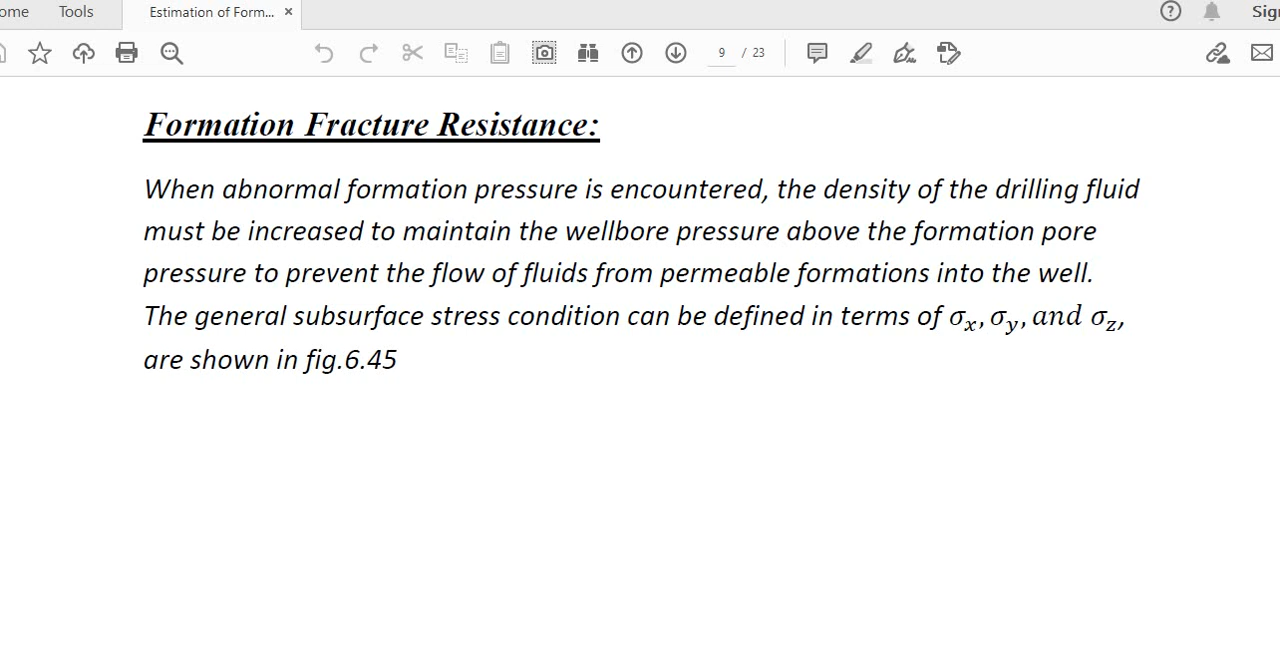 ome Tools Estimation of Form... × Sig
9 / 23
Formation Fracture Resistance:
When abnormal formation pressure is encountered, the density of the drilling fluid
must be increased to maintain the wellbore pressure above the formation pore
pressure to prevent the flow of fluids from permeable formations into the well.
The general subsurface stress condition can be defined in terms of σx, σy, and σz,
are shown in fig.6.45